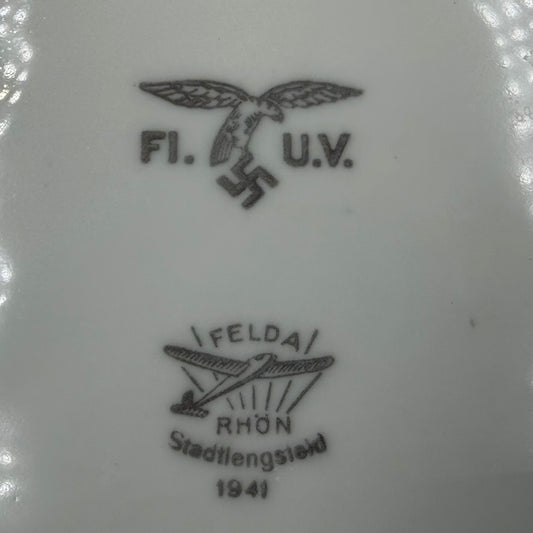 Fl. U.V.
FELDA
RHÖN
Stadtlengsfeld
1941